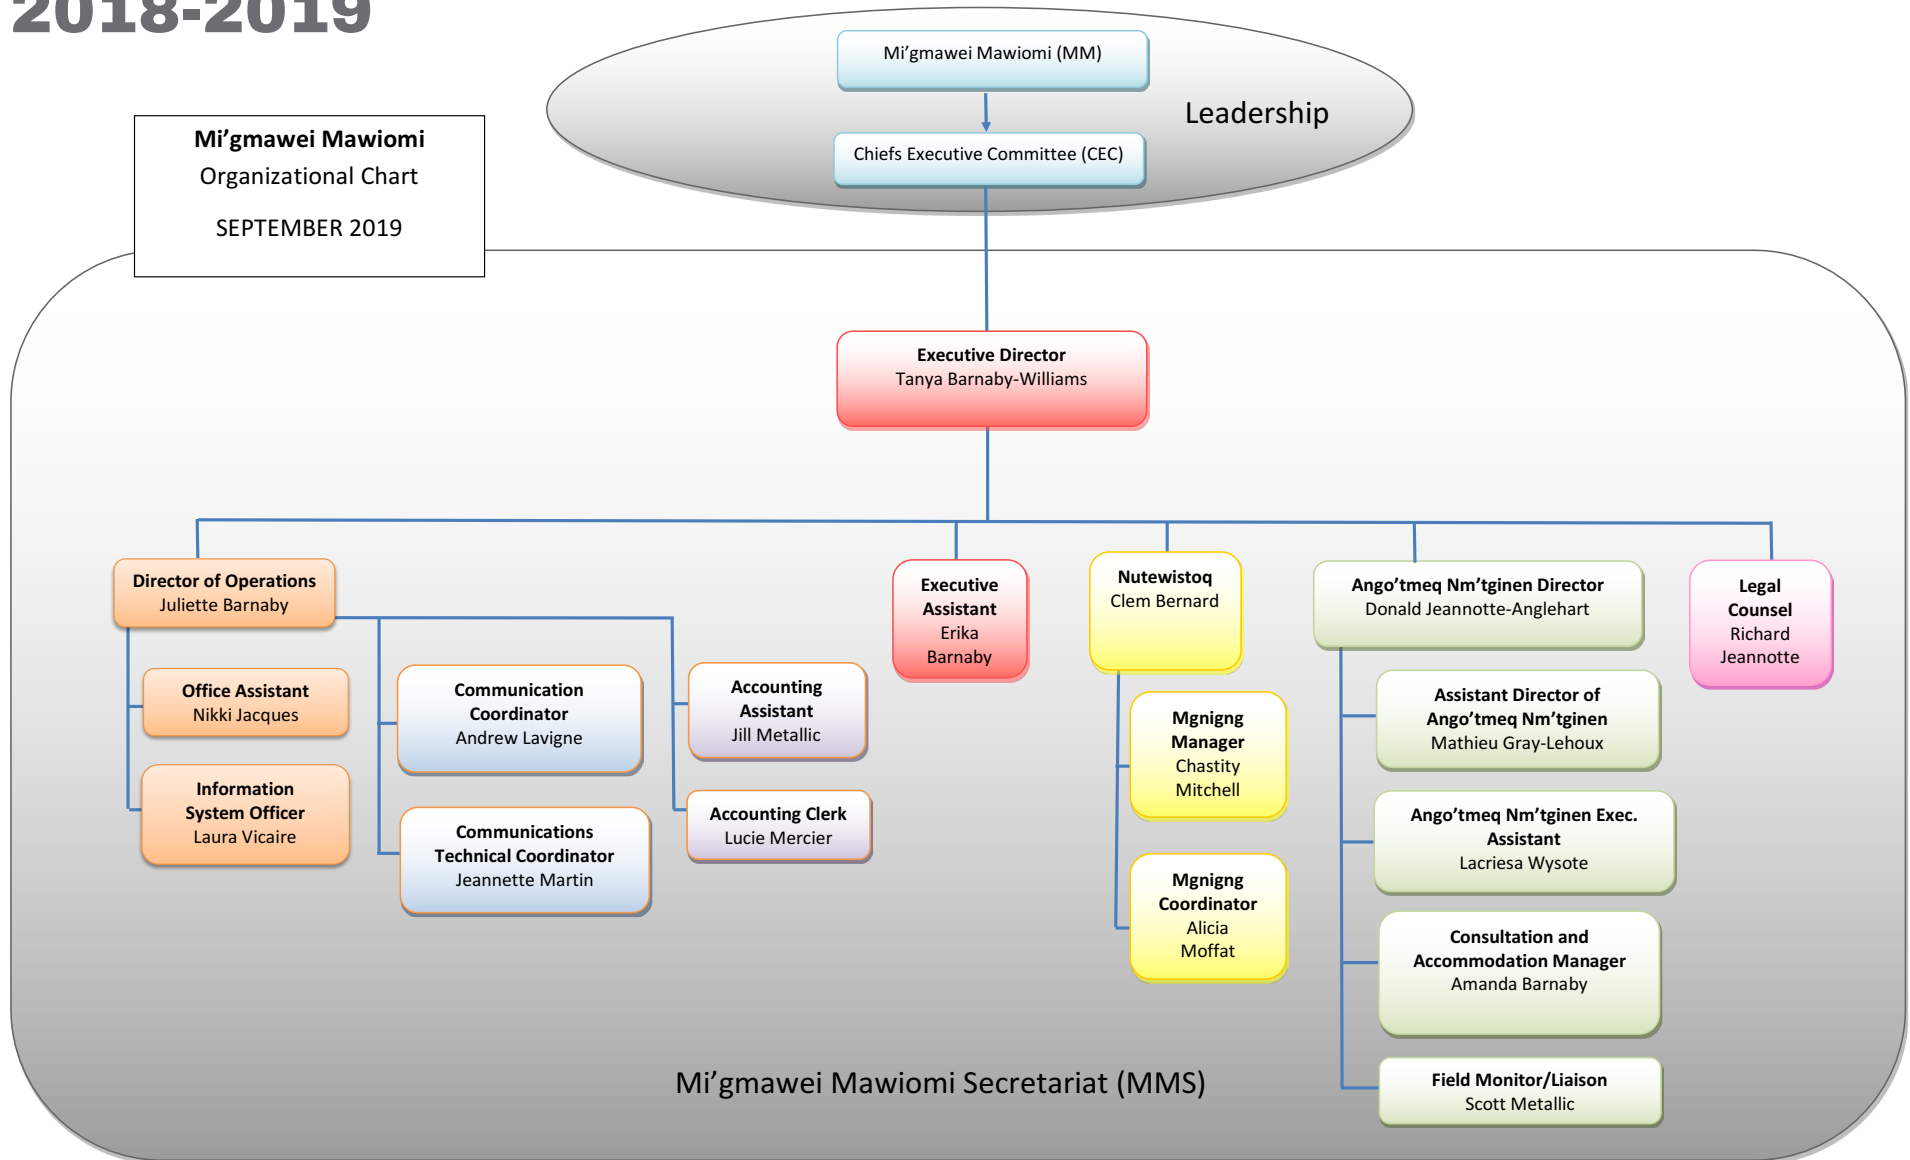 2018-2019
Mi’gmawei Mawiomi (MM)
Leadership
Chiefs Executive Committee (CEC)
Mi’gmawei Mawiomi
Organizational Chart
SEPTEMBER 2019
Executive Director
Tanya Barnaby-Williams
Director of Operations
Juliette Barnaby
Office Assistant
Nikki Jacques
Information
System Officer
Laura Vicaire
Communication
Coordinator
Andrew Lavigne
Communications
Technical Coordinator
Jeannette Martin
Accounting
Assistant
Jill Metallic
Accounting Clerk
Lucie Mercier
Executive
Assistant
Erika
Barnaby
Nutewistoq
Clem Bernard
Mgnigng
Manager
Chastity
Mitchell
Mgnigng
Coordinator
Alicia
Moffat
Ango’tmeq Nm’tginen Director
Donald Jeannotte-Anglehart
Assistant Director of
Ango’tmeq Nm’tginen
Mathieu Gray-Lehoux
Ango’tmeq Nm’tginen Exec.
Assistant
Lacriesa Wysote
Consultation and
Accommodation Manager
Amanda Barnaby
Field Monitor/Liaison
Scott Metallic
Legal
Counsel
Richard
Jeannotte
Mi’gmawei Mawiomi Secretariat (MMS)